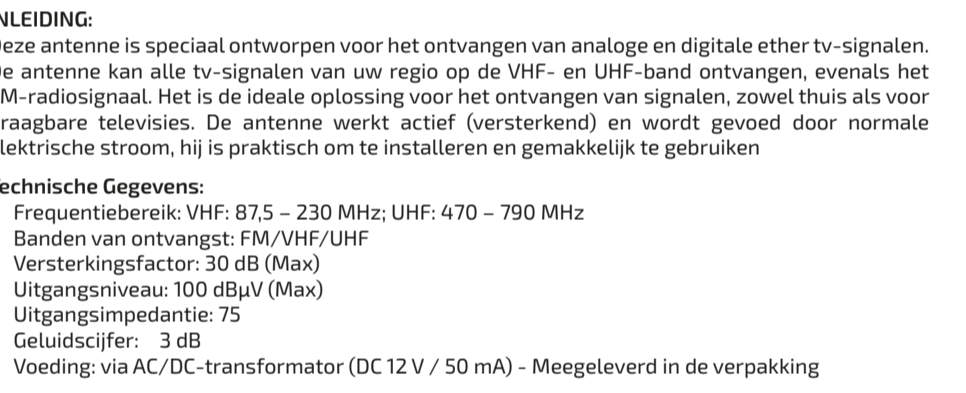 NLEIDING:
eze antenne is speciaal ontworpen voor het ontvangen van analoge en digitale ether tv-signalen.
e antenne kan alle tv-signalen van uw regio op de VHF- en UHF-band ontvangen, evenals het
M-radiosignaal. Het is de ideale oplossing voor het ontvangen van signalen, zowel thuis als voor
raagbare televisies. De antenne werkt actief (versterkend) en wordt gevoed door normale
lektrische stroom, hij is praktisch om te installeren en gemakkelijk te gebruiken
echnische Gegevens:
Frequentiebereik: VHF: 87,5 – 230 MHz; UHF: 470 – 790 MHz
Banden van ontvangst: FM/VHF/UHF
Versterkingsfactor: 30 dB (Max)
Uitgangsniveau: 100 dBµV (Max)
Uitgangsimpedantie: 75
Geluidscijfer: 3 dB
Voeding: via AC/DC-transformator (DC 12 V / 50 mA) - Meegeleverd in de verpakking